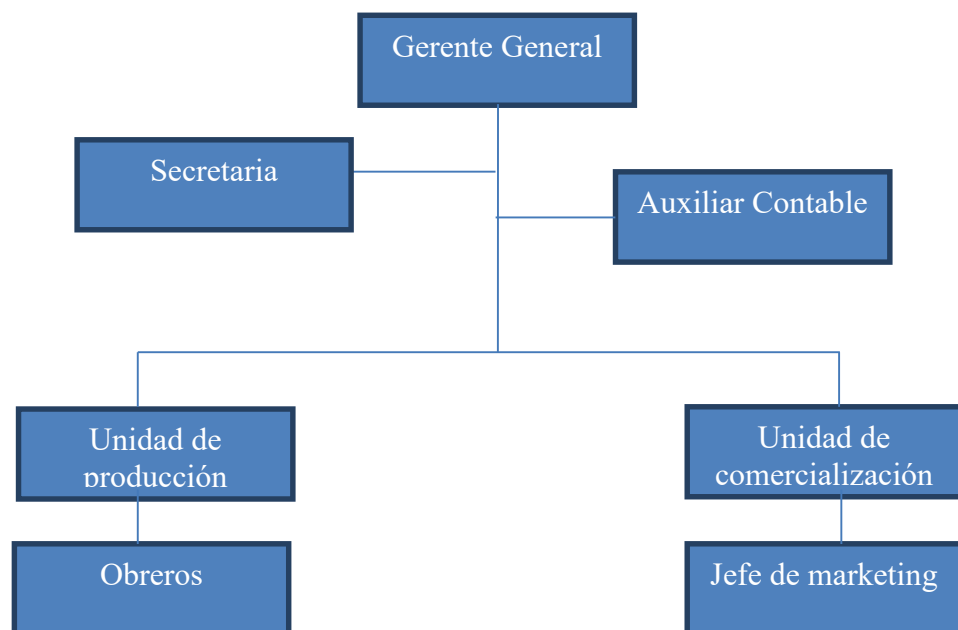 Gerente General
Secretaria
Auxiliar Contable
Unidad de
producción
Unidad de
comercialización
Obreros
Jefe de marketing